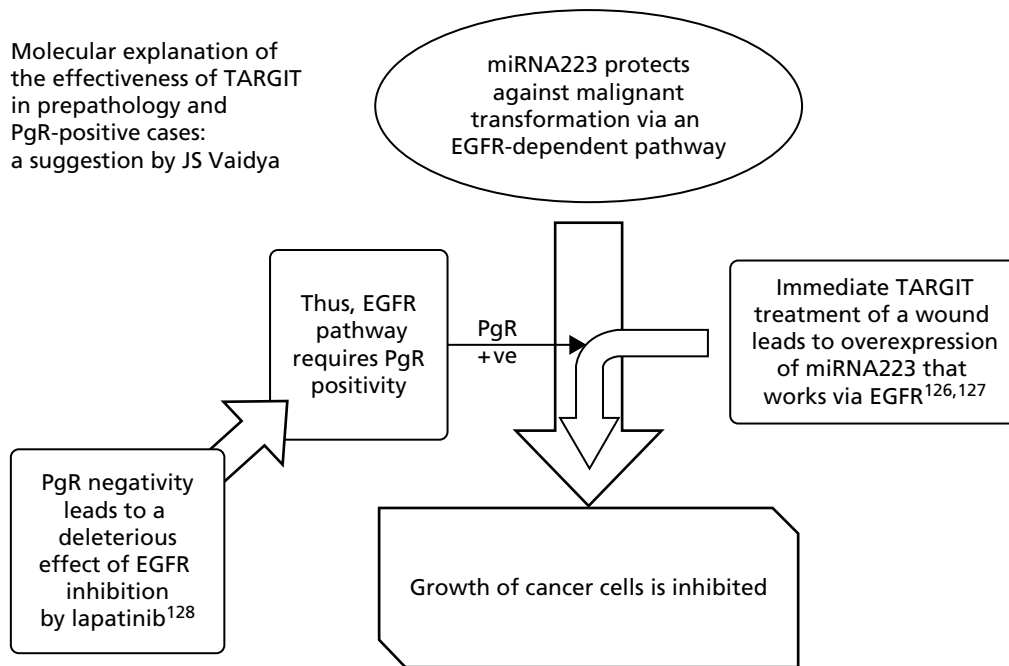 Molecular explanation of
the effectiveness of TARGIT
in prepathology and
PgR-positive cases:
a suggestion by JS Vaidya
miRNA223 protects
against malignant
transformation via an
EGFR-dependent pathway
Thus, EGFR
pathway
requires PgR
positivity
PgR
+ve
Immediate TARGIT
treatment of a wound
leads to overexpression
of miRNA223 that
works via EGFR126,127
PgR negativity
leads to a
deleterious
effect of EGFR
inhibition
by lapatinib128
Growth of cancer cells is inhibited